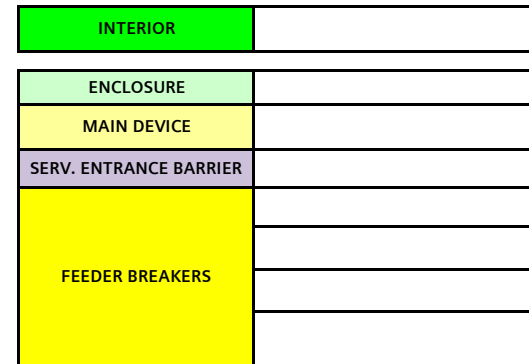 INTERIOR
ENCLOSURE
MAIN DEVICE
SERV. ENTRANCE BARRIER
FEEDER BREAKERS